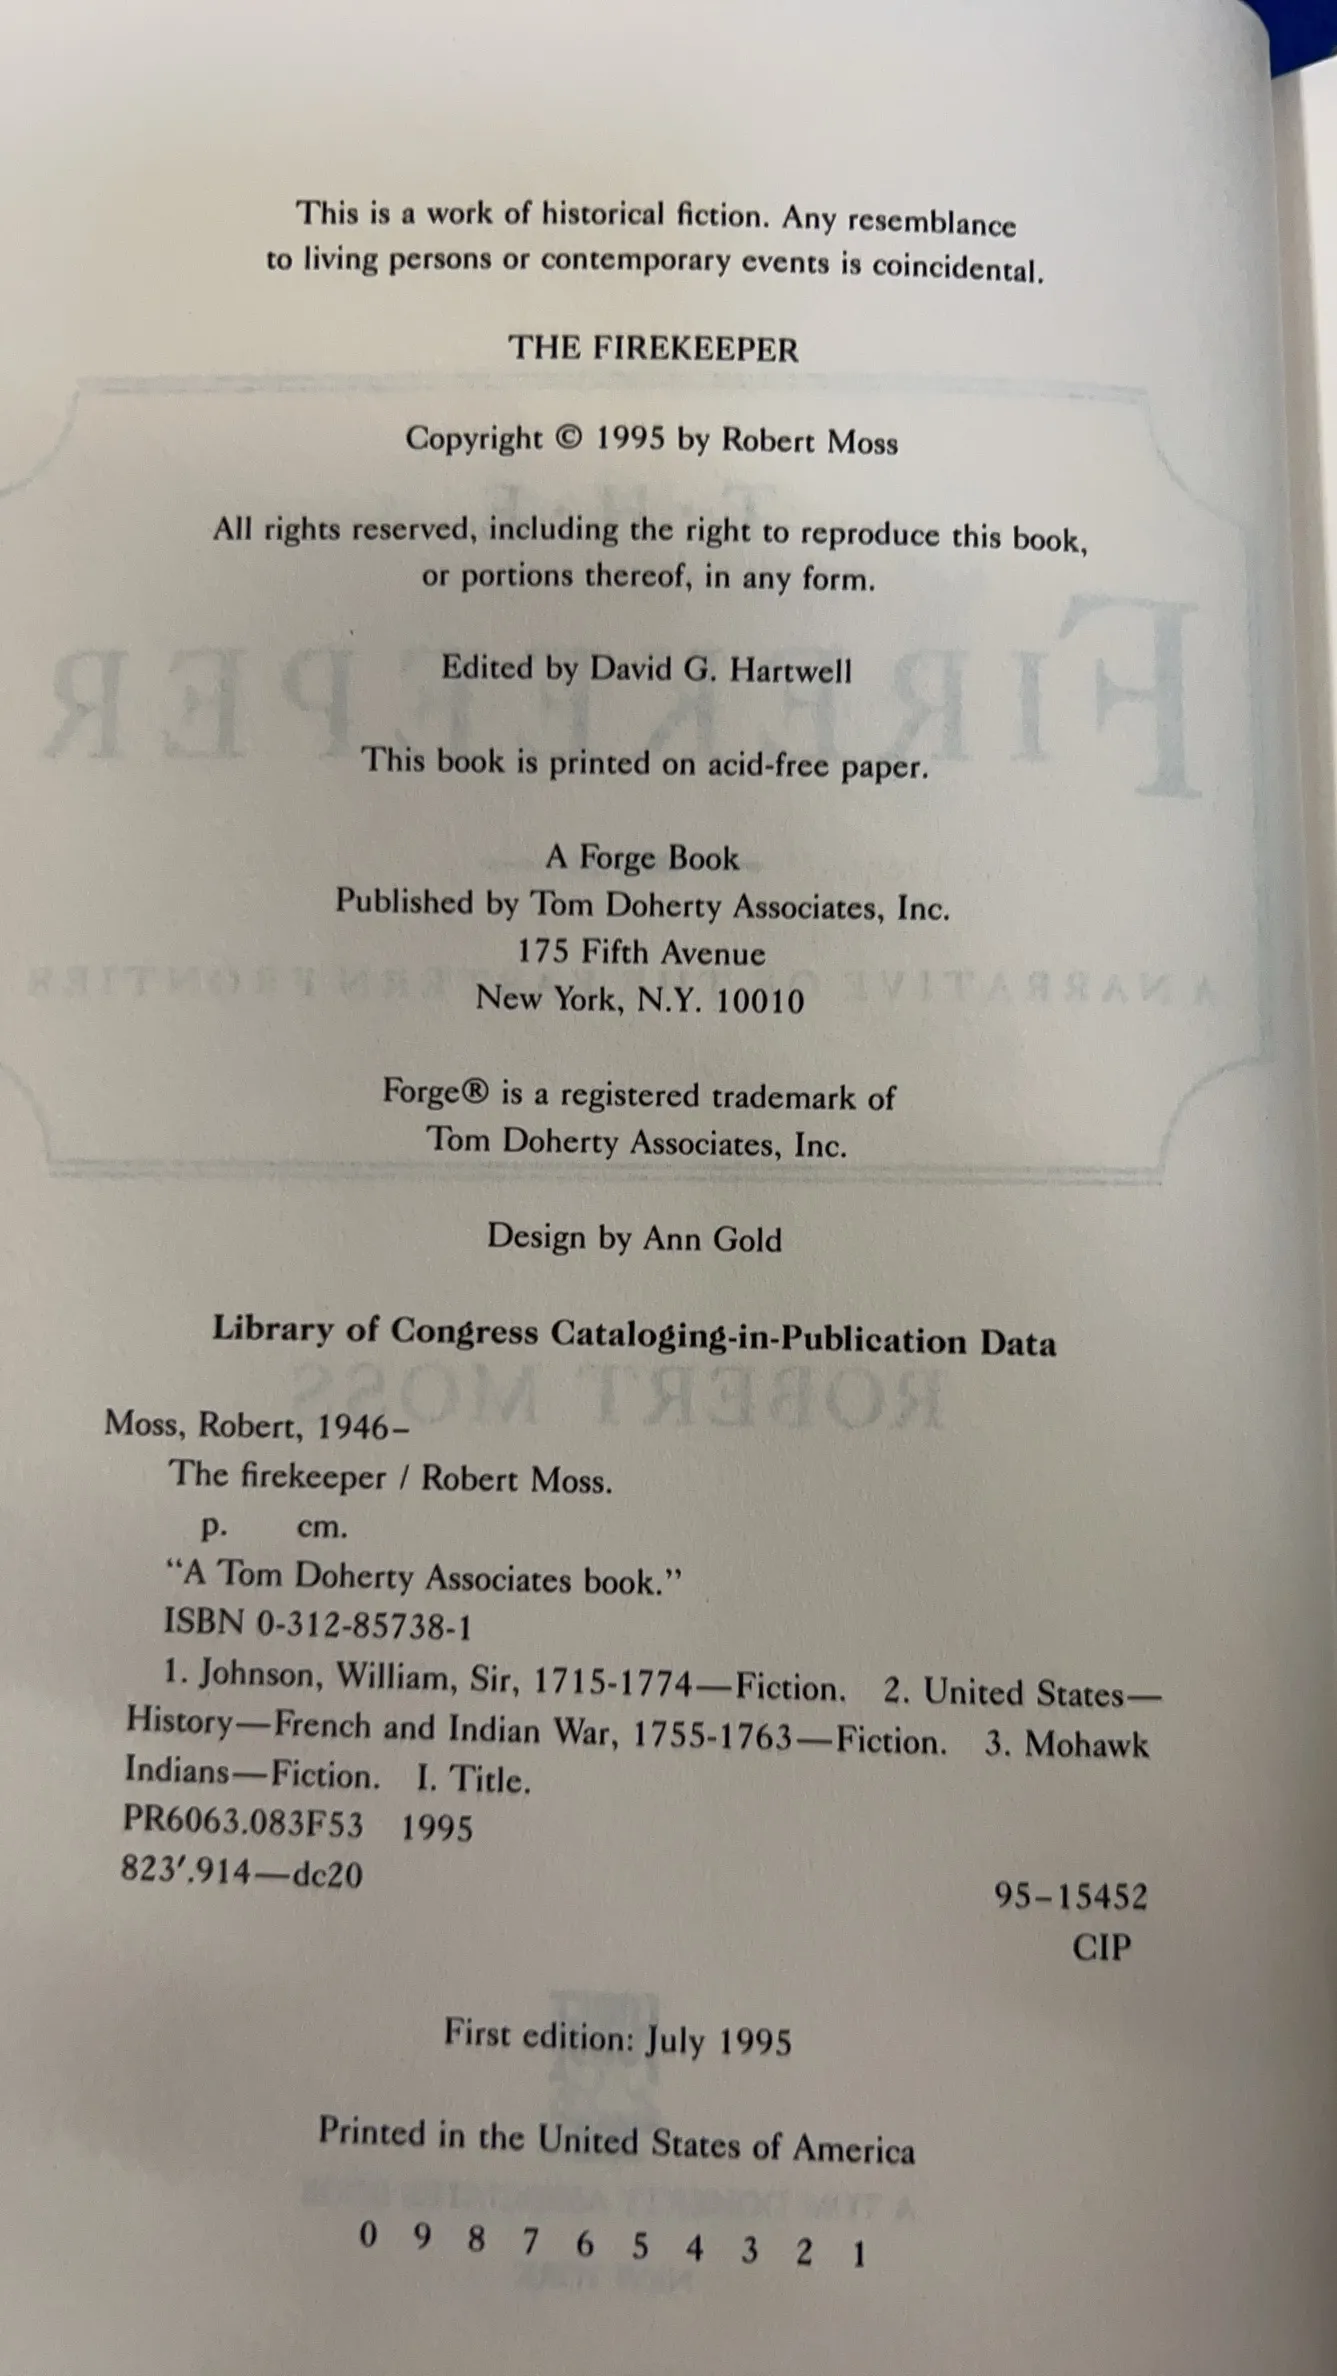 This is a work of historical fiction. Any resemblance
to living persons or contemporary events is coincidental.
THE FIREKEEPER
Copyright © 1995 by Robert Moss
All rights reserved, including the right to reproduce this book,
or portions thereof, in any form.
Edited by David G. Hartwell
This book is printed on acid-free paper.
A Forge Book
Published by Tom Doherty Associates, Inc.
175 Fifth Avenue
New York, N.Y. 10010
Forge® is a registered trademark of
Tom Doherty Associates, Inc.
Design by Ann Gold
Library of Congress Cataloging-in-Publication Data
Moss, Robert, 1946–
The firekeeper / Robert Moss.
p. cm.
“A Tom Doherty Associates book.”
ISBN 0-312-85738-1
1. Johnson, William, Sir, 1715-1774—Fiction. 2. United States—
History—French and Indian War, 1755-1763—Fiction. 3. Mohawk
Indians—Fiction. I. Title.
PR6063.083F53 1995
823′.914—dc20
95–15452
CIP
First edition: July 1995
Printed in the United States of America
0 9 8 7 6 5 4 3 2 1